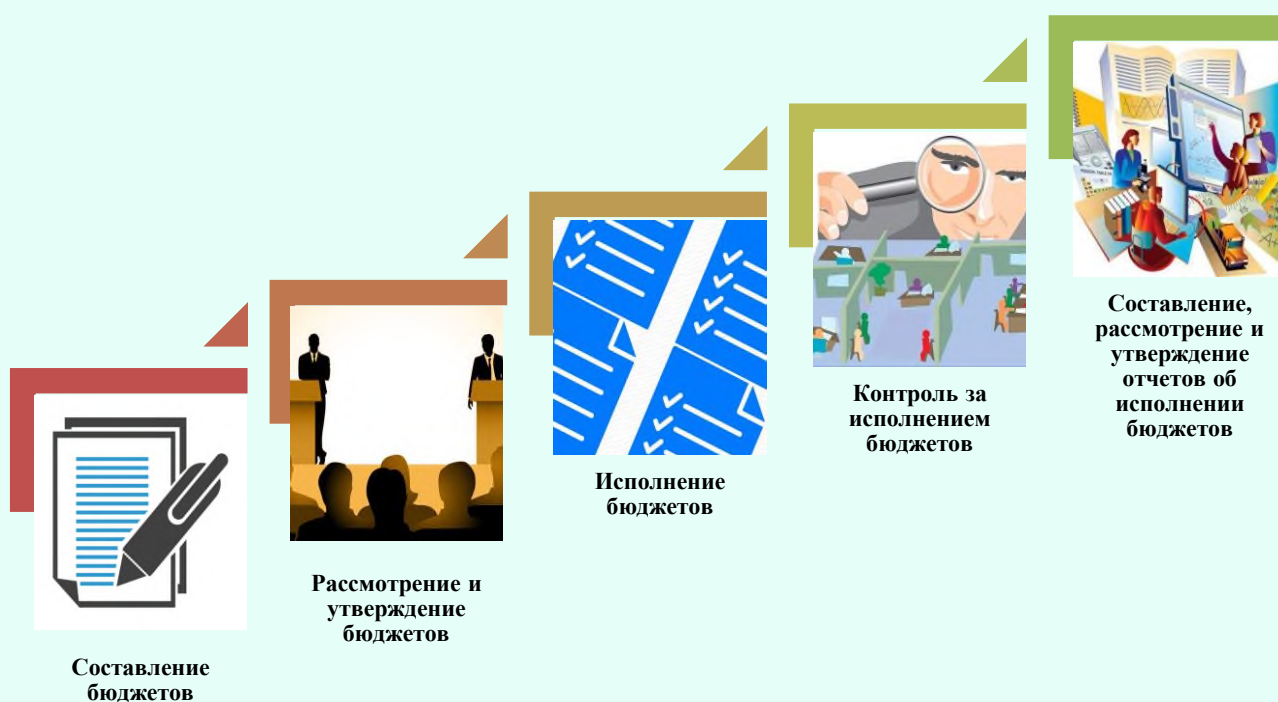 Составление
бюджетов
Рассмотрение и
утверждение
бюджетов
Исполнение
бюджетов
Контроль за
исполнением
бюджетов
Составление,
рассмотрение и
утверждение
отчетов об
исполнении
бюджетов